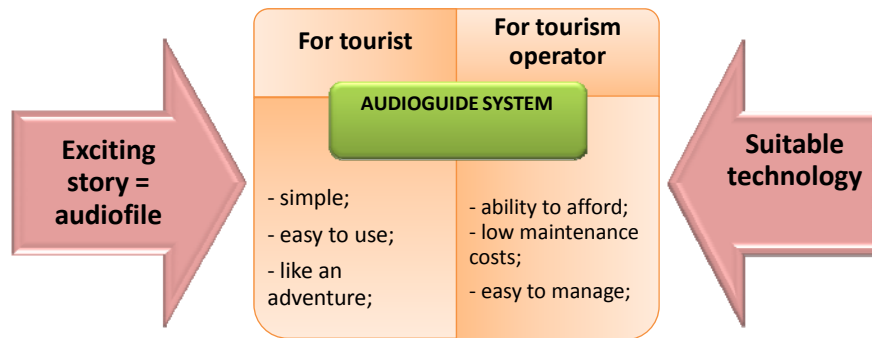 For tourist
For tourism
operator
AUDIOGUIDE SYSTEM
Exciting
story =
audiofile
- simple;
- easy to use;
- like an
adventure;
- ability to afford;
- low maintenance
costs;
- easy to manage;
Suitable
technology